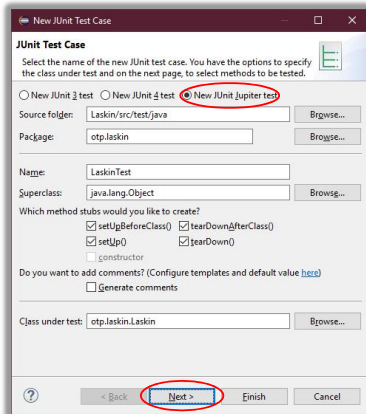 New JUnit Test Case
JUnit Test Case
Select the name of the new JUnit test case. You have the options to specify
the class under test and on the next page, to select methods to be tested.
New JUnit 3 test New JUnit 4 test New JUnit Jupiter test
Source folder: Laskin/src/test/java Browse...
Package: otp.laskin Browse...
Name: LaskinTest
Superclass: java.lang.Object Browse...
Which method stubs would you like to create?
setUpBeforeClass() tearDownAfterClass()
setUp() tearDown()
constructor
Do you want to add comments? (Configure templates and default value here)
Generate comments
Class under test: otp.laskin.Laskin Browse...
? < Back Next > Finish Cancel